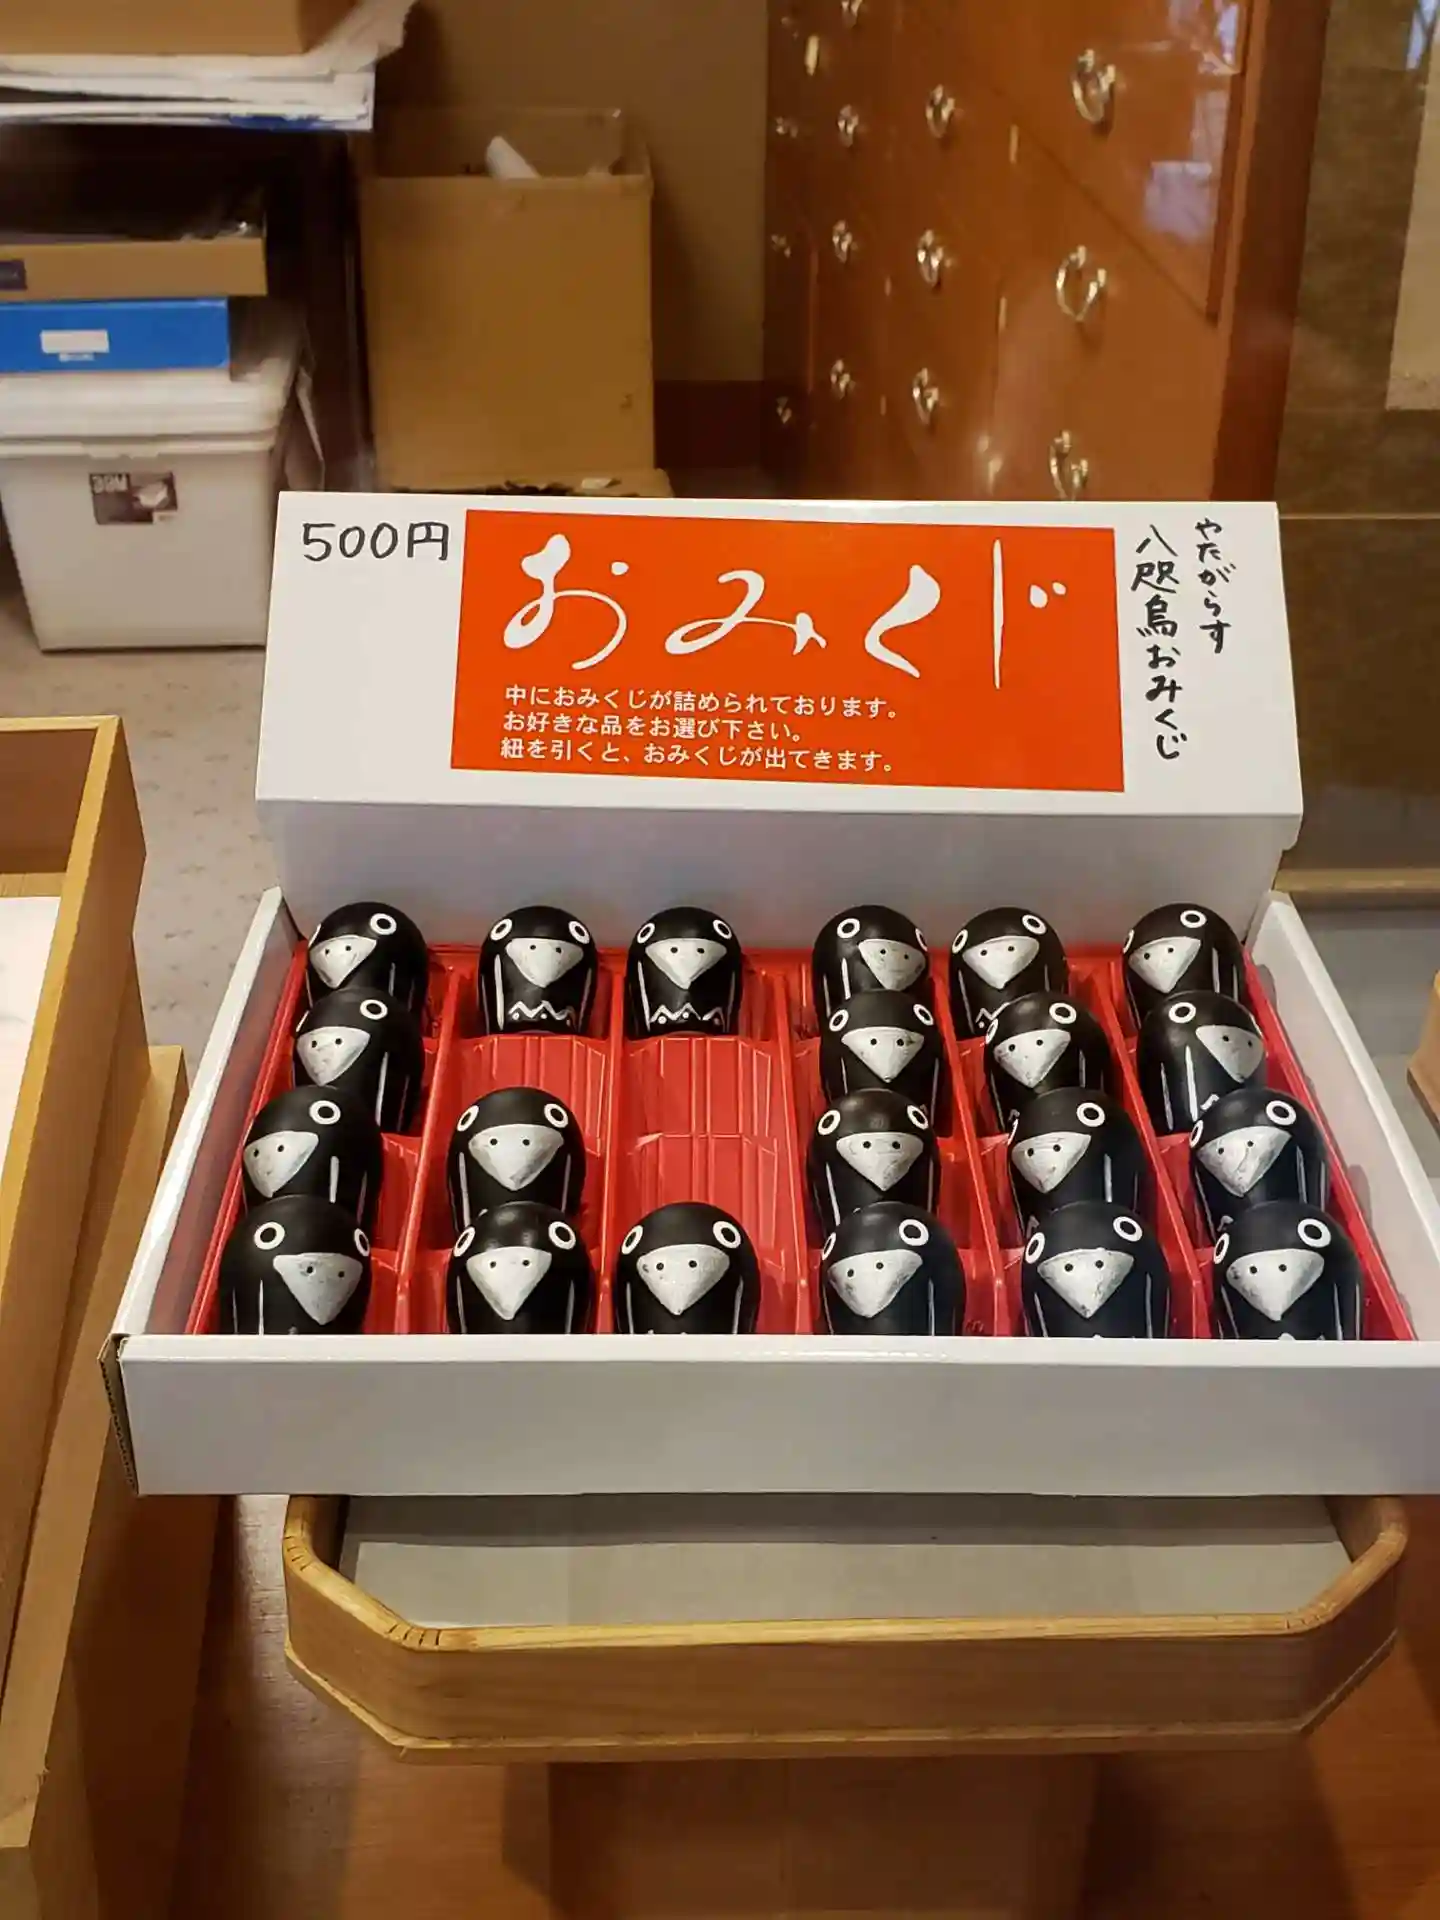 500円
おみくじ
中におみくじが詰められております。
お好きな品をお選び下さい。
紐を引くと、おみくじが出てきます。
やたがらす
八咫烏おみくじ